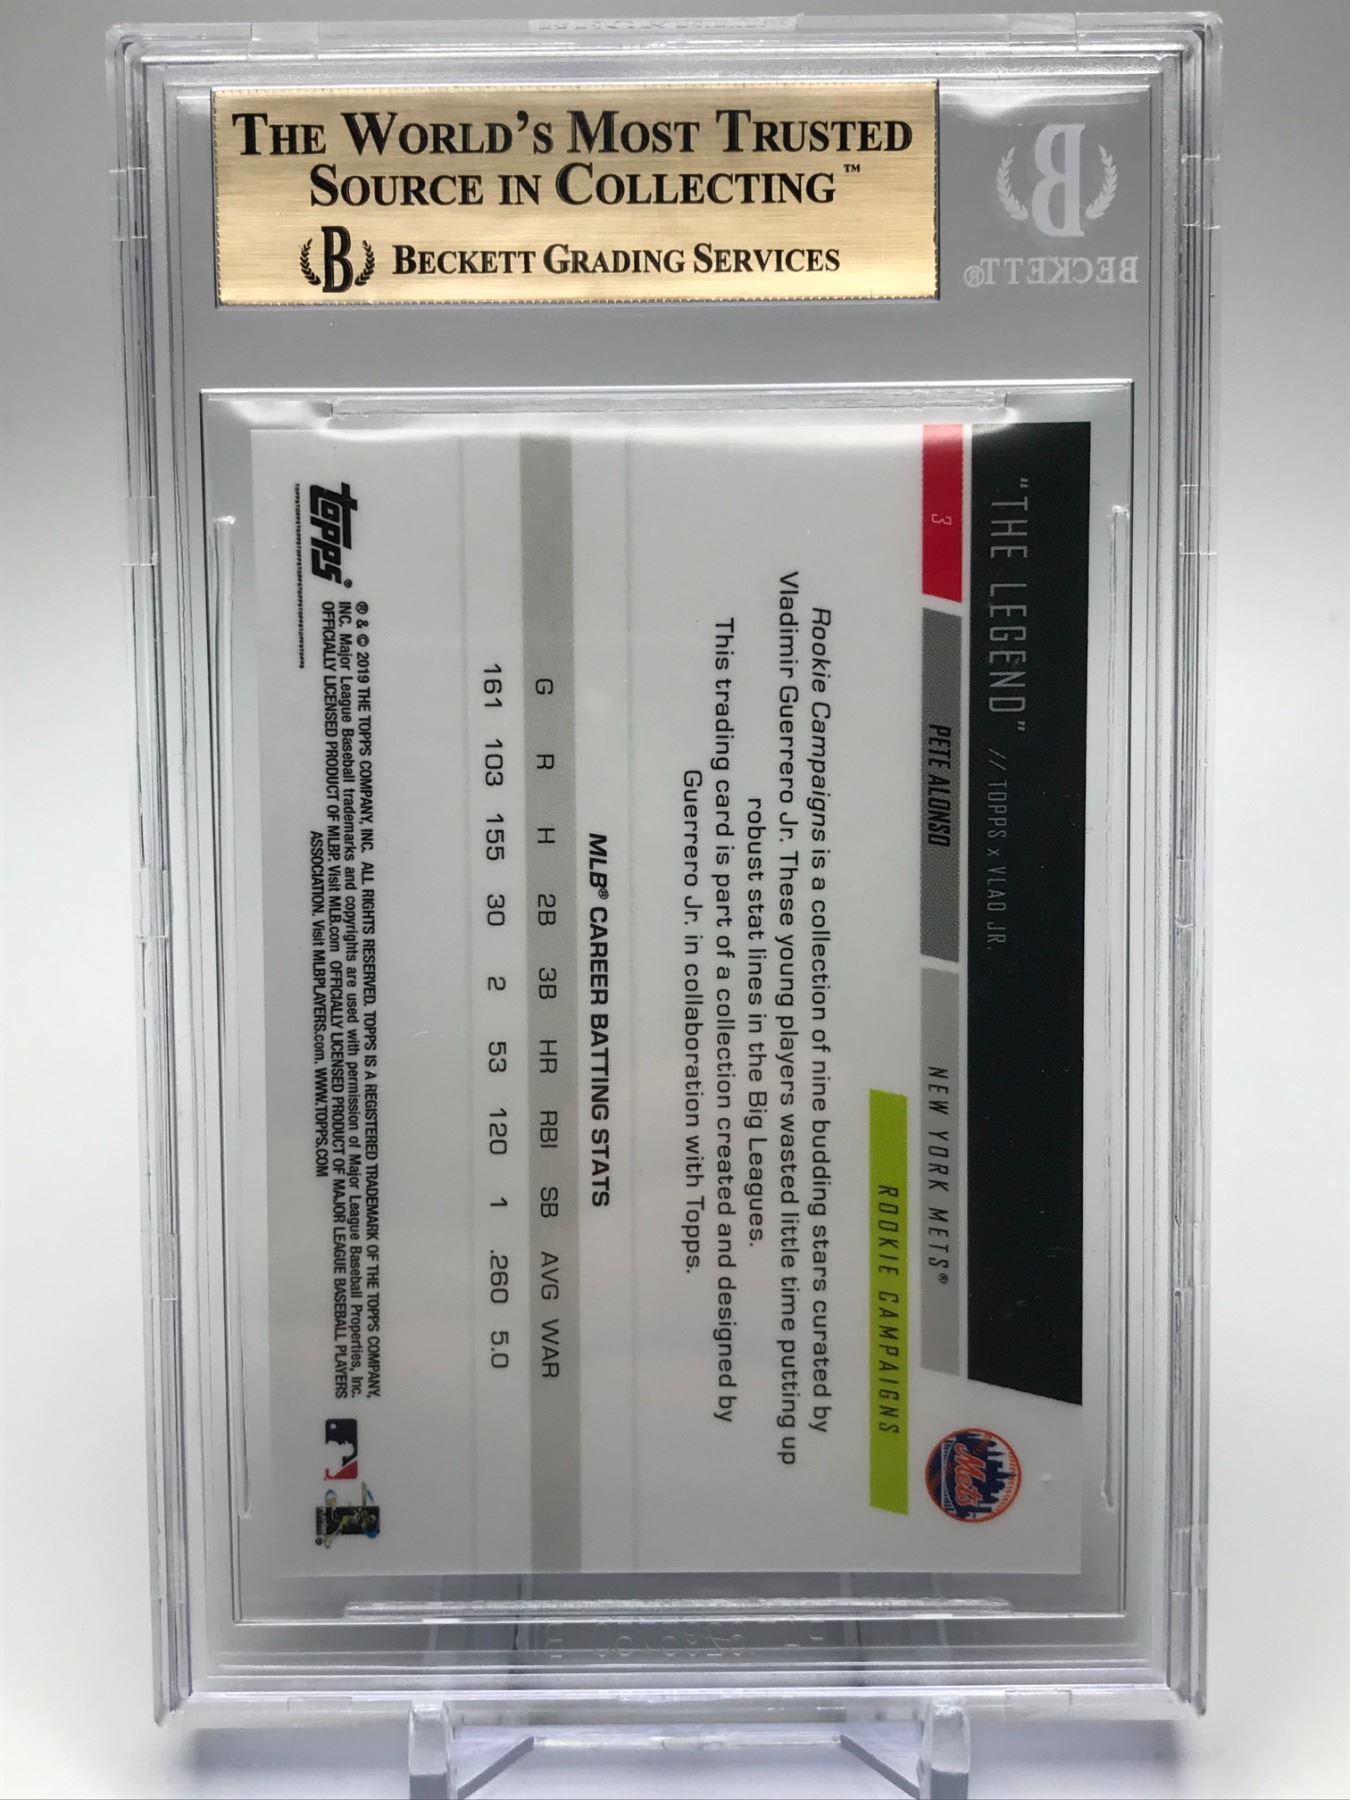 THE WORLD'S MOST TRUSTED
SOURCE IN COLLECTING™
B BECKETT GRADING SERVICES
B
BECKETT®
"THE LEGEND" // TOPPS x VLAD JR.
3 PETE ALONSO NEW YORK METS®
ROOKIE CAMPAIGNS
Mets
Rookie Campaigns is a collection of nine budding stars curated by
Vladimir Guerrero Jr. These young players wasted little time putting up
robust stat lines in the Big Leagues.
This trading card is part of a collection created and designed by
Guerrero Jr. in collaboration with Topps.
MLB® CAREER BATTING STATS
G R H 2B 3B HR RBI SB AVG WAR
161 103 155 30 2 53 120 1 .260 5.0
topps®
® & © 2019 THE TOPPS COMPANY, INC. ALL RIGHTS RESERVED. TOPPS IS A REGISTERED TRADEMARK OF THE TOPPS COMPANY,
INC. Major League Baseball trademarks and copyrights are used with permission of Major League Baseball Properties, Inc.
OFFICIALLY LICENSED PRODUCT OF MLBP. Visit MLB.com OFFICIALLY LICENSED PRODUCT OF MAJOR LEAGUE BASEBALL PLAYERS
ASSOCIATION. Visit MLBPLAYERS.com. WWW.TOPPS.COM